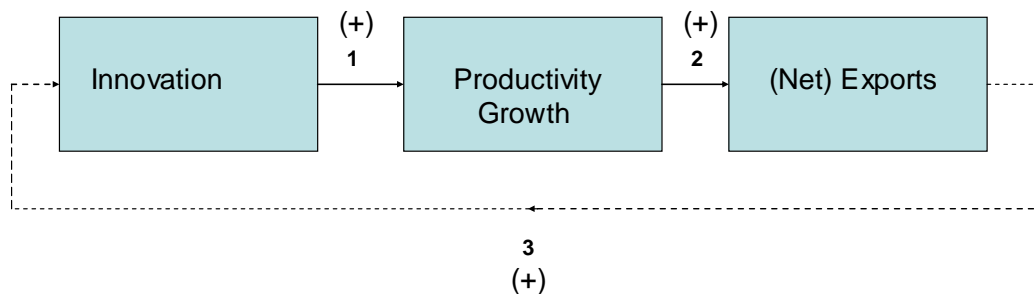 (+)
(+)
1
2
Innovation
Productivity
Growth
(Net) Exports
3
(+)